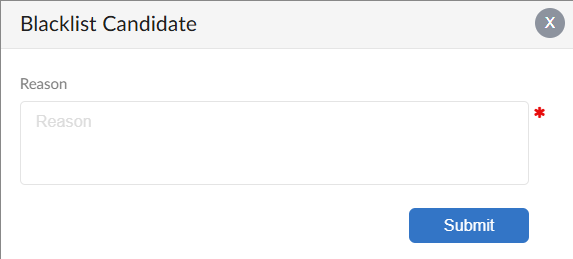 Blacklist Candidate
X
Reason
Reason
*
Submit